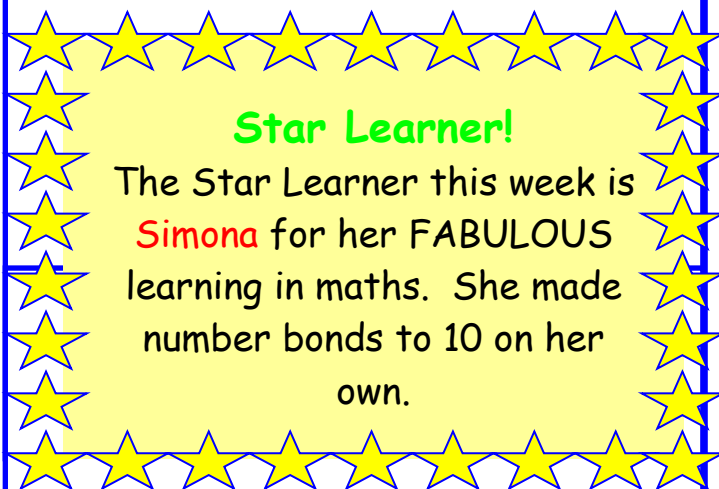 Star Learner!
The Star Learner this week is
Simona for her FABULOUS
learning in maths.  She made
number bonds to 10 on her
own.